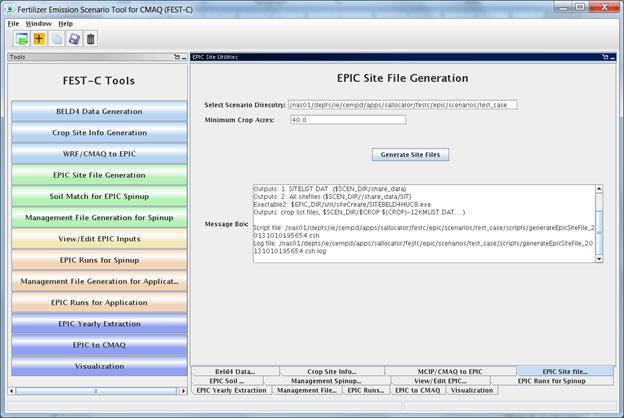 Fertilizer Emission Scenario Tool for CMAQ (FEST-C)
File Window Help
Tools
FEST-C Tools
BELD4 Data Generation
Crop Site Info Generation
WRF/CMAQ to EPIC
EPIC Site File Generation
Soil Match for EPIC Spinup
Management File Generation for Spinup
View/Edit EPIC Inputs
EPIC Runs for Spinup
Management File Generation for Applicat...
EPIC Runs for Application
EPIC Yearly Extraction
EPIC to CMAQ
Visualization
EPIC Site Utilities
EPIC Site File Generation
Select Scenario Direcotry: /nas01/depts/ie/cempd/apps/sallocator/festc/epic/scenarios/test_case
Minimum Crop Acres: 40.0
Generate Site Files
Message Box:
Outputs: 1. SITELIST.DAT ($SCEN_DIR/share_data)
Outputs: 2. All sitefiles ($SCEN_DIR//share_data/SIT)
Exectable2: $EPIC_DIR/util/siteCreate/SITEBELD4HUC8.exe
Outputs: crop list files, $SCEN_DIR/$CROP $(CROP)-12KMLIST.DAT....)
Script file: /nas01/depts/ie/cempd/apps/sallocator/festc/epic/scenarios/test_case/scripts/generateEpicSiteFile_2
0131010195654.csh
Log file: /nas01/depts/ie/cempd/apps/sallocator/festc/epic/scenarios/test_case/scripts/generateEpicSiteFile_20
131010195654.csh.log
Beld4 Data... Crop Site Info... MCIP/CMAQ to EPIC EPIC Site file...
EPIC Soil ... Management Spinup... View/Edit EPIC... EPIC Runs for Spinup
EPIC Yearly Extraction Management File... EPIC Runs... EPIC to CMAQ Visualization